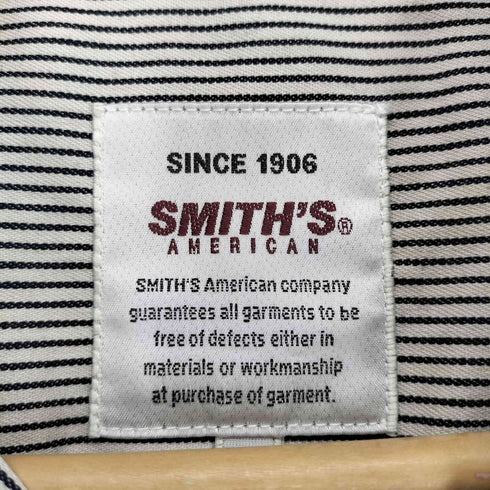 SINCE 1906
SMITH'S®
AMERICAN
SMITH'S American company
guarantees all garments to be
free of defects either in
materials or workmanship
at purchase of garment.